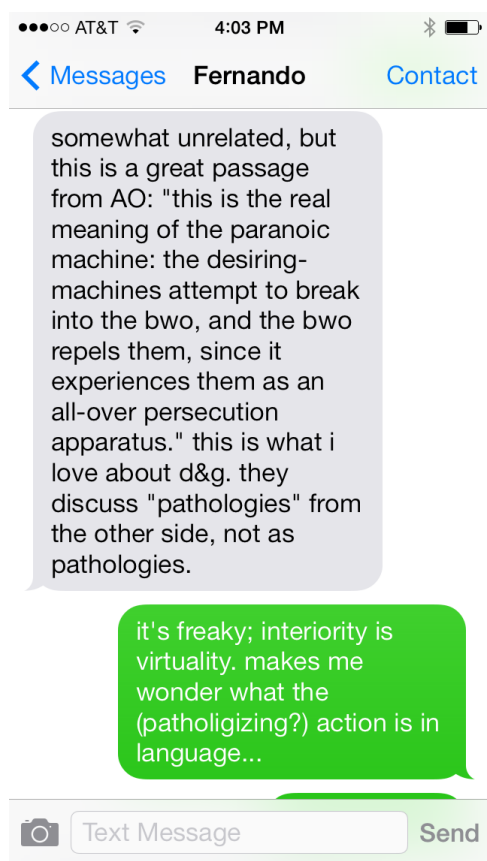 AT&T
4:03 PM
Messages
Fernando
Contact
somewhat unrelated, but
this is a great passage
from AO: "this is the real
meaning of the paranoic
machine: the desiring-
machines attempt to break
into the bwo, and the bwo
repels them, since it
experiences them as an
all-over persecution
apparatus." this is what i
love about d&g. they
discuss "pathologies" from
the other side, not as
pathologies.
it's freaky; interiority is
virtuality. makes me
wonder what the
(patholigizing?) action is in
language...
Text Message
Send